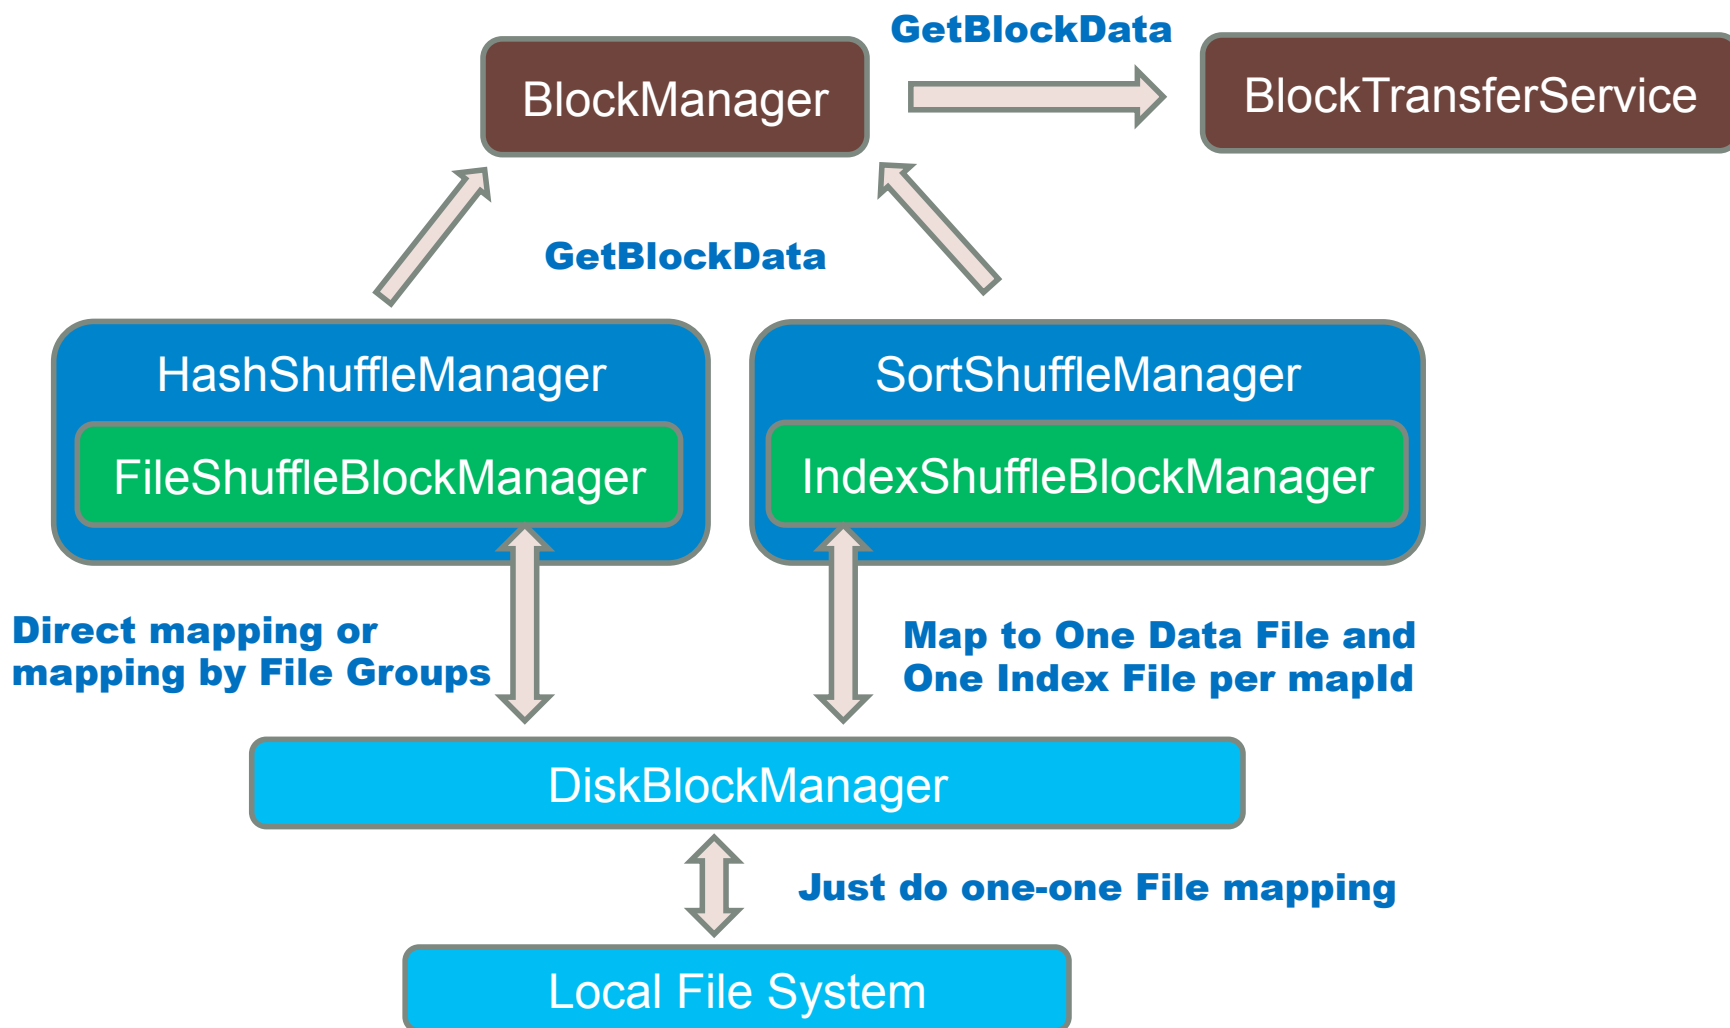 GetBlockData
BlockManager
BlockTransferService
GetBlockData
HashShuffleManager
SortShuffleManager
FileShuffleBlockManager
IndexShuffleBlockManager
Direct mapping or
mapping by File Groups
Map to One Data File and
One Index File per mapId
DiskBlockManager
Just do one-one File mapping
Local File System